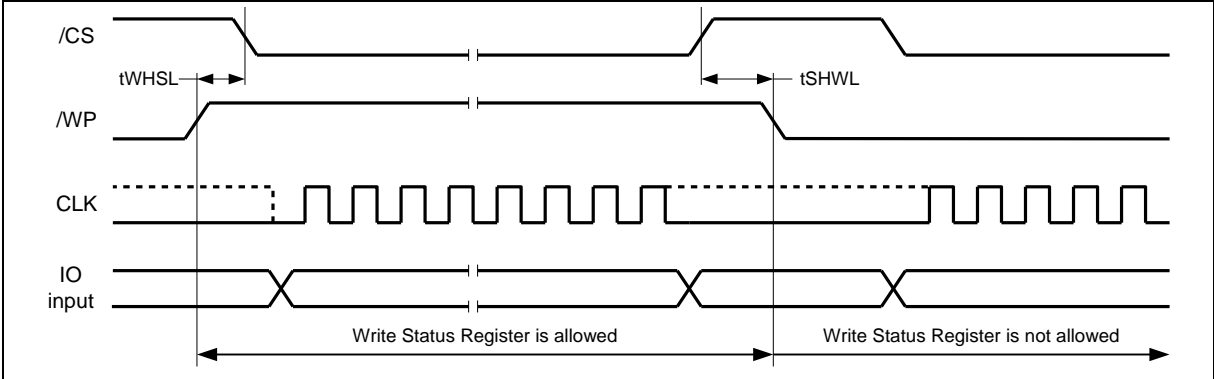 /CS
tWHSL
tSHWL
/WP
CLK
IO
input
Write Status Register is allowed
Write Status Register is not allowed